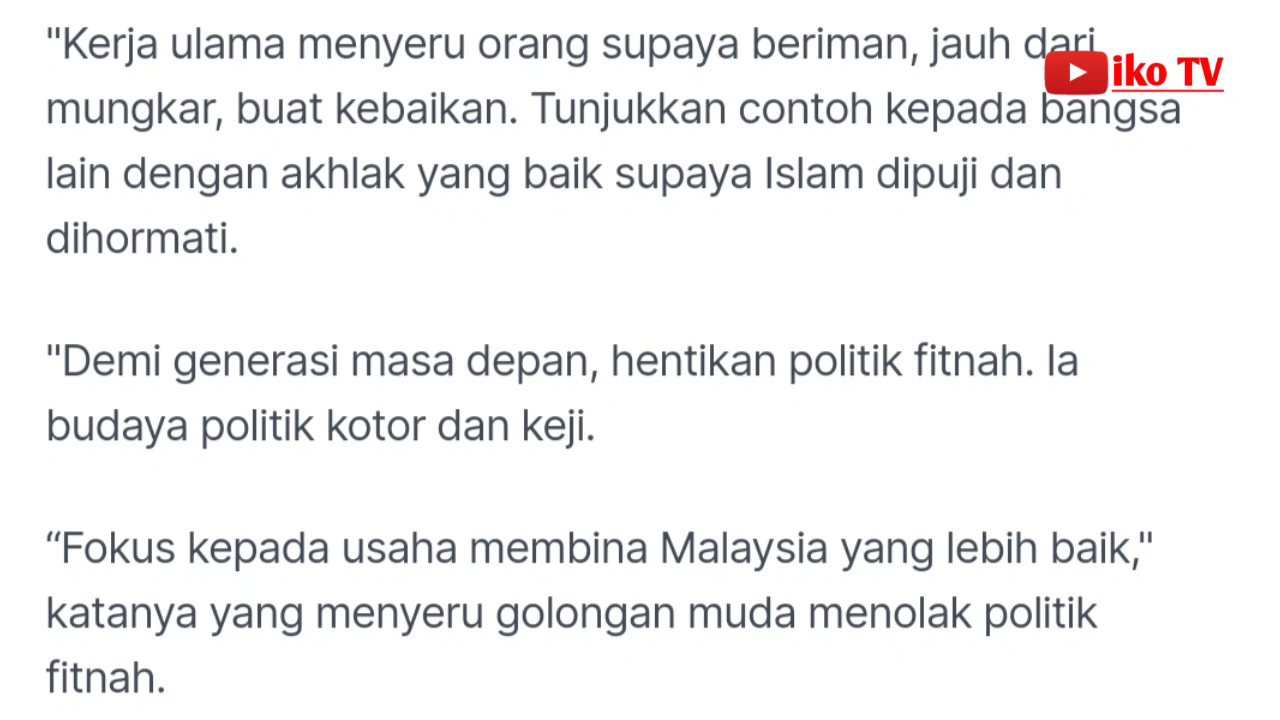 "Kerja ulama menyeru orang supaya beriman, jauh dari
iko TV
mungkar, buat kebaikan. Tunjukkan contoh kepada bangsa
lain dengan akhlak yang baik supaya Islam dipuji dan
dihormati.
"Demi generasi masa depan, hentikan politik fitnah. Ia
budaya politik kotor dan keji.
“Fokus kepada usaha membina Malaysia yang lebih baik,"
katanya yang menyeru golongan muda menolak politik
fitnah.